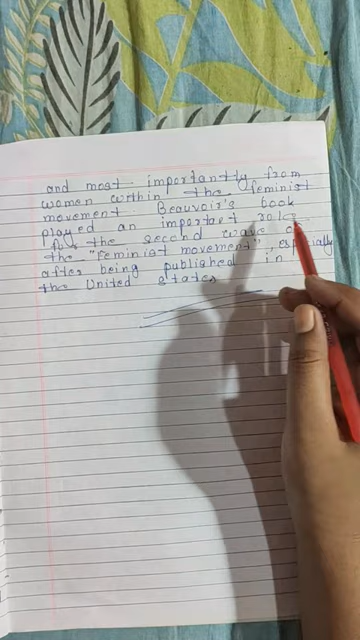 and most importantly from
women within the feminist
movement. Beauvoir's book
played an important role
for the second wave of
the "Feminist movement", especially
after being published in
the United States